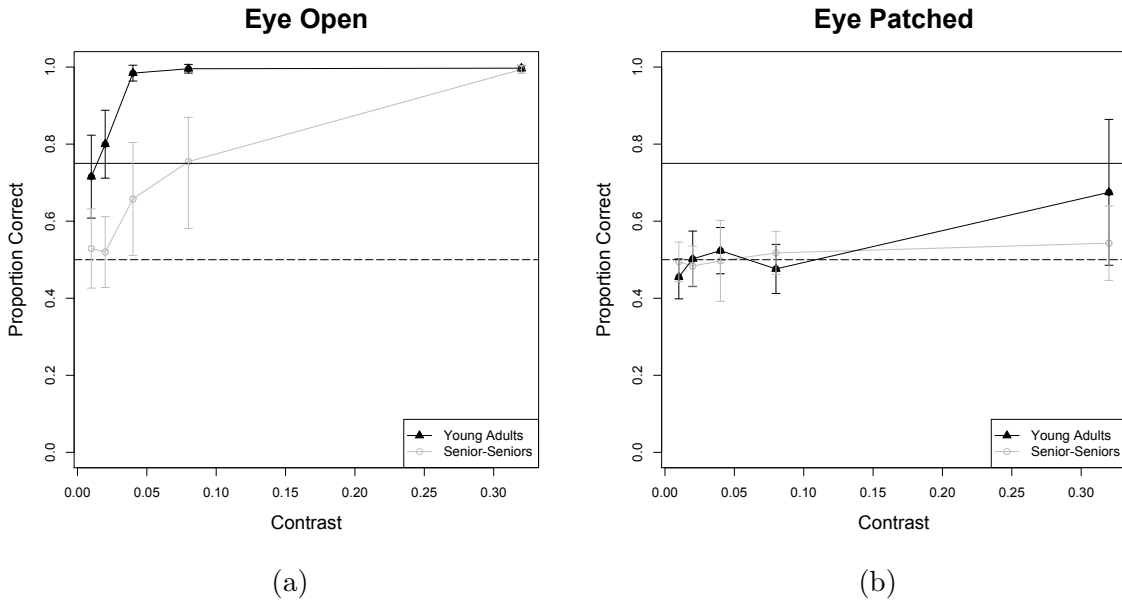 Eye Open
Proportion Correct
1.0
0.8
0.6
0.4
0.2
0.0
Young Adults
Senior-Seniors
0.00 0.05 0.10 0.15 0.20 0.25 0.30
Contrast
(a)
Eye Patched
Proportion Correct
1.0
0.8
0.6
0.4
0.2
0.0
Young Adults
Senior-Seniors
0.00 0.05 0.10 0.15 0.20 0.25 0.30
Contrast
(b)